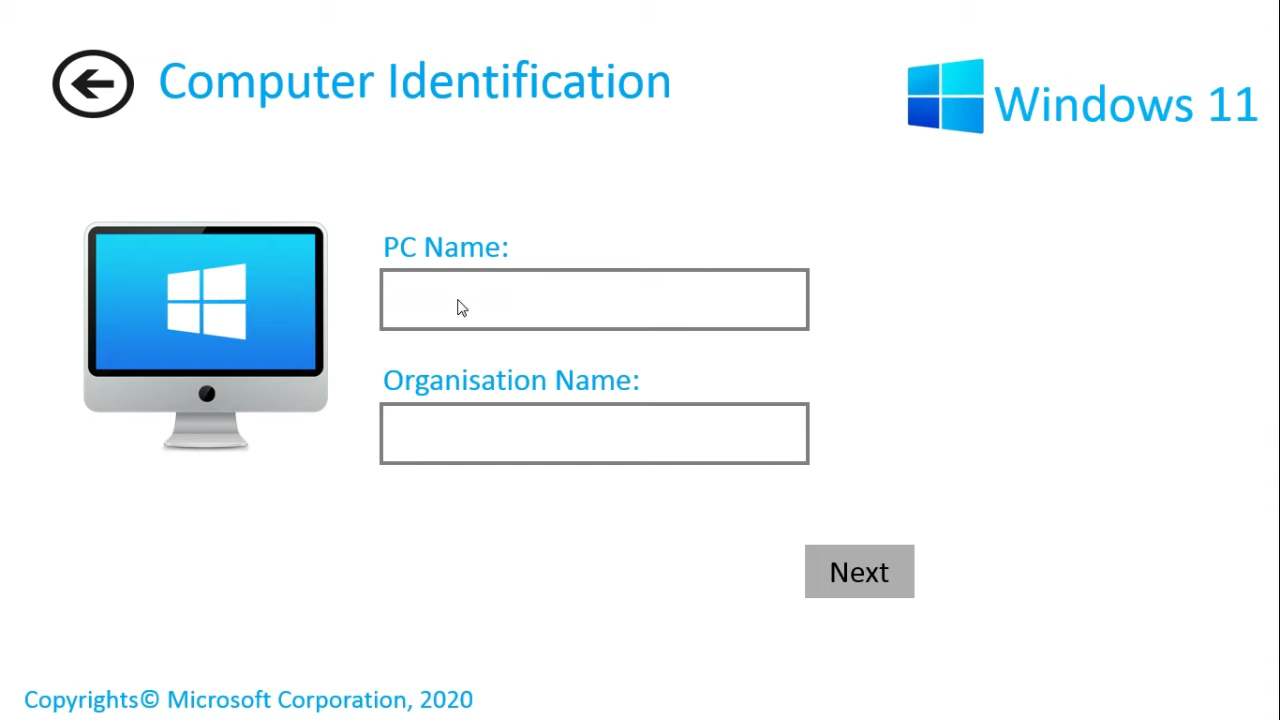 Computer Identification
Windows 11
PC Name:
Organisation Name:
Next
Copyrights© Microsoft Corporation, 2020